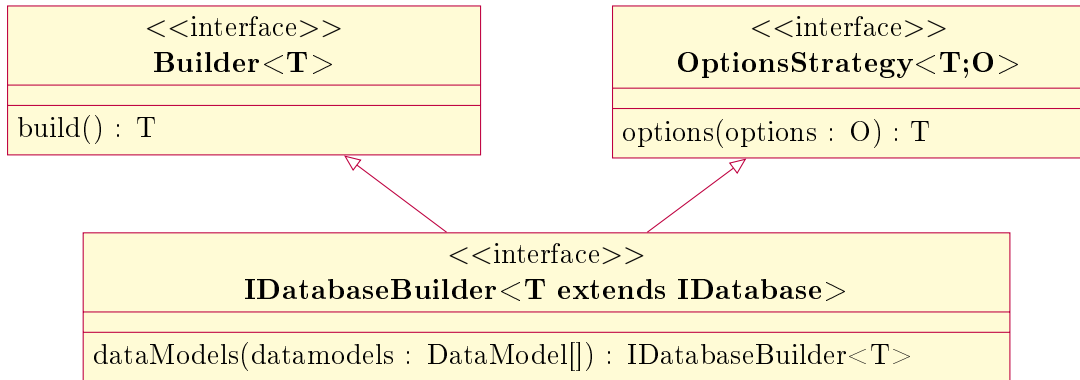 <<interface>>
Builder<T>
build() : T
<<interface>>
OptionsStrategy<T;O>
options(options : O) : T
<<interface>>
IDatabaseBuilder<T extends IDatabase>
dataModels(datamodels : DataModel[]) : IDatabaseBuilder<T>